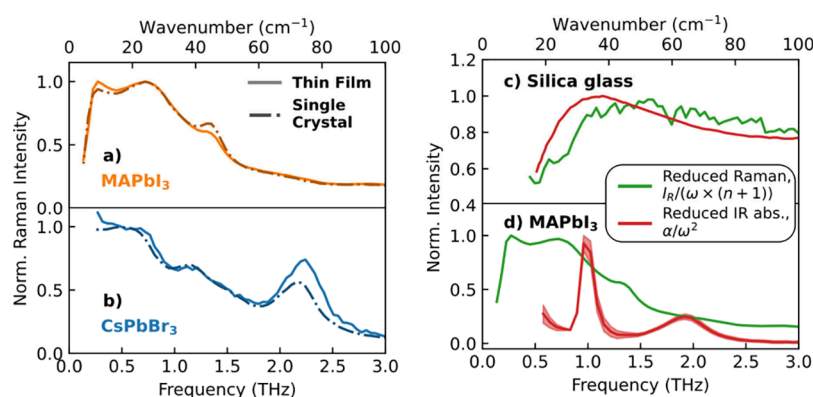 Wavenumber (cm⁻¹)
0 20 40 60 80 100
Norm. Raman Intensity
1.0
0.5
0.0
Thin Film
Single
Crystal
a)
MAPbI₃
1.0
0.5
0.0
b)
CsPbBr₃
0.0 0.5 1.0 1.5 2.0 2.5 3.0
Frequency (THz)
Wavenumber (cm⁻¹)
0 20 40 60 80 100
Norm. Intensity
1.0
0.8
0.6
0.4
c) Silica glass
Reduced Raman,
I_R/(ω × (n + 1))
Reduced IR abs.,
α/ω²
1.0
0.5
0.0
d) MAPbI₃
0.0 0.5 1.0 1.5 2.0 2.5 3.0
Frequency (THz)